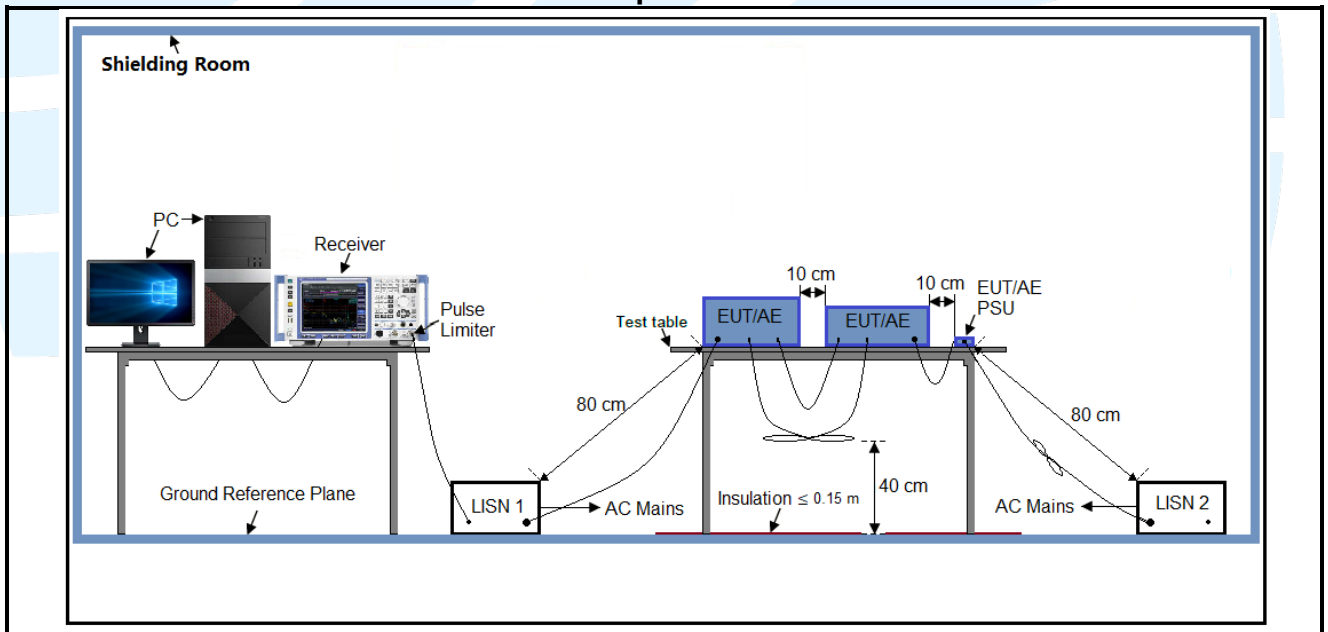 Shielding Room
PC
Receiver
Pulse
Limiter
10 cm
10 cm
EUT/AE
PSU
Test table
EUT/AE
EUT/AE
80 cm
80 cm
40 cm
Ground Reference Plane
LISN 1
AC Mains
Insulation ≤ 0.15 m
AC Mains
LISN 2